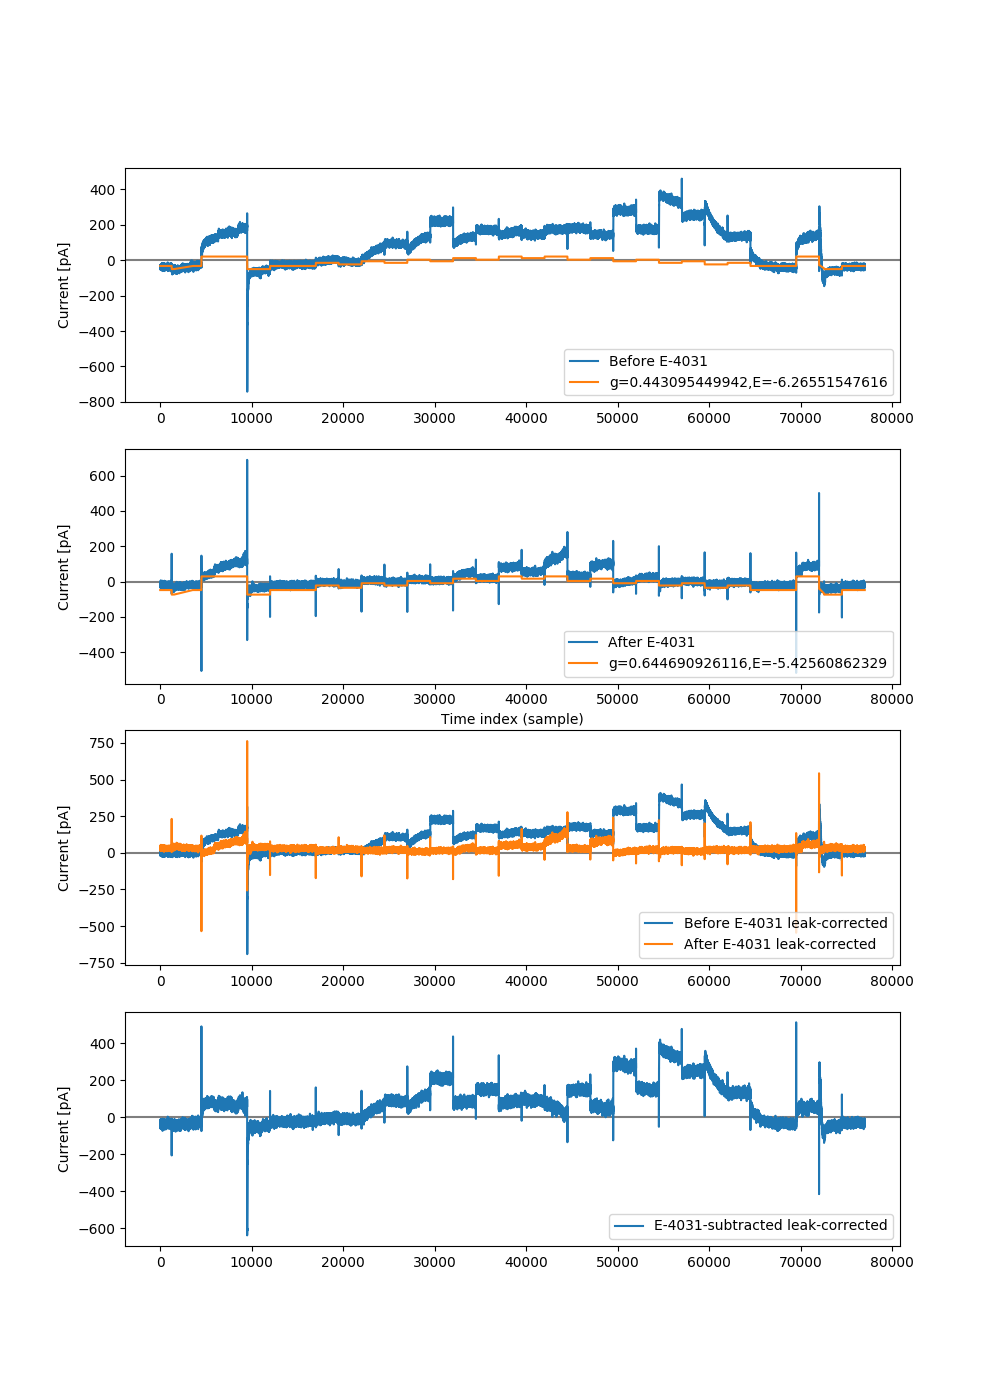 400
200
0
−200
−400
−600
−800
Current [pA]
Before E-4031
g=0.443095449942,E=-6.26551547616
0 10000 20000 30000 40000 50000 60000 70000 80000
600
400
200
0
−200
−400
Current [pA]
After E-4031
g=0.644690926116,E=-5.42560862329
0 10000 20000 30000 40000 50000 60000 70000 80000
Time index (sample)
750
500
250
0
−250
−500
−750
Current [pA]
Before E-4031 leak-corrected
After E-4031 leak-corrected
0 10000 20000 30000 40000 50000 60000 70000 80000
400
200
0
−200
−400
−600
Current [pA]
E-4031-subtracted leak-corrected
0 10000 20000 30000 40000 50000 60000 70000 80000